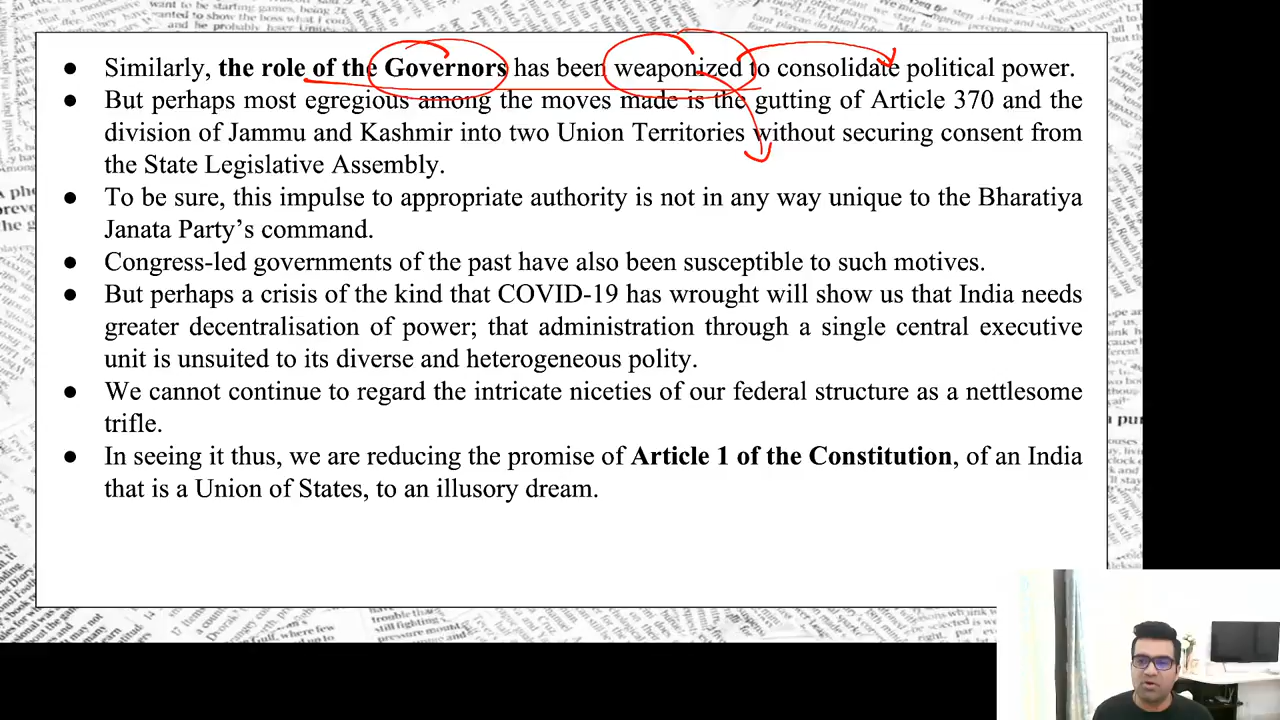 ● Similarly, the role of the Governors has been weaponized to consolidate political power.
● But perhaps most egregious among the moves made is the gutting of Article 370 and the
division of Jammu and Kashmir into two Union Territories without securing consent from
the State Legislative Assembly.
● To be sure, this impulse to appropriate authority is not in any way unique to the Bharatiya
Janata Party’s command.
● Congress-led governments of the past have also been susceptible to such motives.
● But perhaps a crisis of the kind that COVID-19 has wrought will show us that India needs
greater decentralisation of power; that administration through a single central executive
unit is unsuited to its diverse and heterogeneous polity.
● We cannot continue to regard the intricate niceties of our federal structure as a nettlesome
trifle.
● In seeing it thus, we are reducing the promise of Article 1 of the Constitution, of an India
that is a Union of States, to an illusory dream.